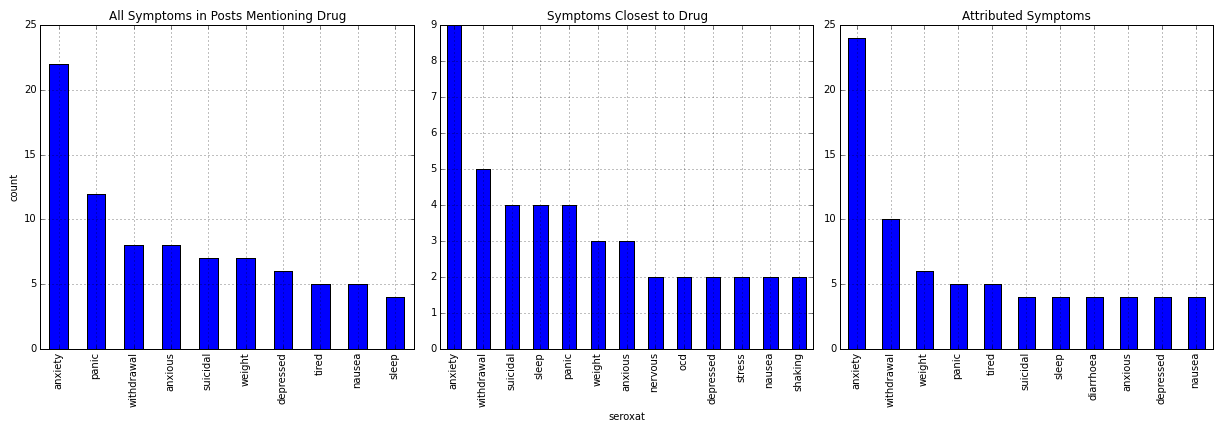 All Symptoms in Posts Mentioning Drug
25
20
15
10
5
0
count
anxiety
panic
withdrawal
anxious
suicidal
weight
depressed
tired
nausea
sleep
Symptoms Closest to Drug
9
8
7
6
5
4
3
2
1
0
anxiety
withdrawal
suicidal
sleep
panic
weight
anxious
nervous
ocd
depressed
stress
nausea
shaking
seroxat
Attributed Symptoms
25
20
15
10
5
0
anxiety
withdrawal
weight
panic
tired
suicidal
sleep
diarrhoea
anxious
depressed
nausea